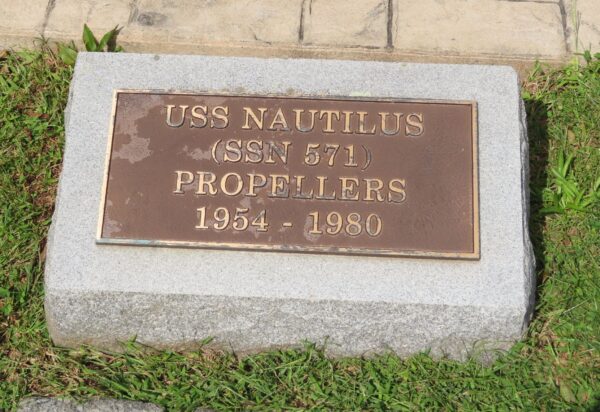 USS NAUTILUS
(SSN 571)
PROPELLERS
1954 - 1980